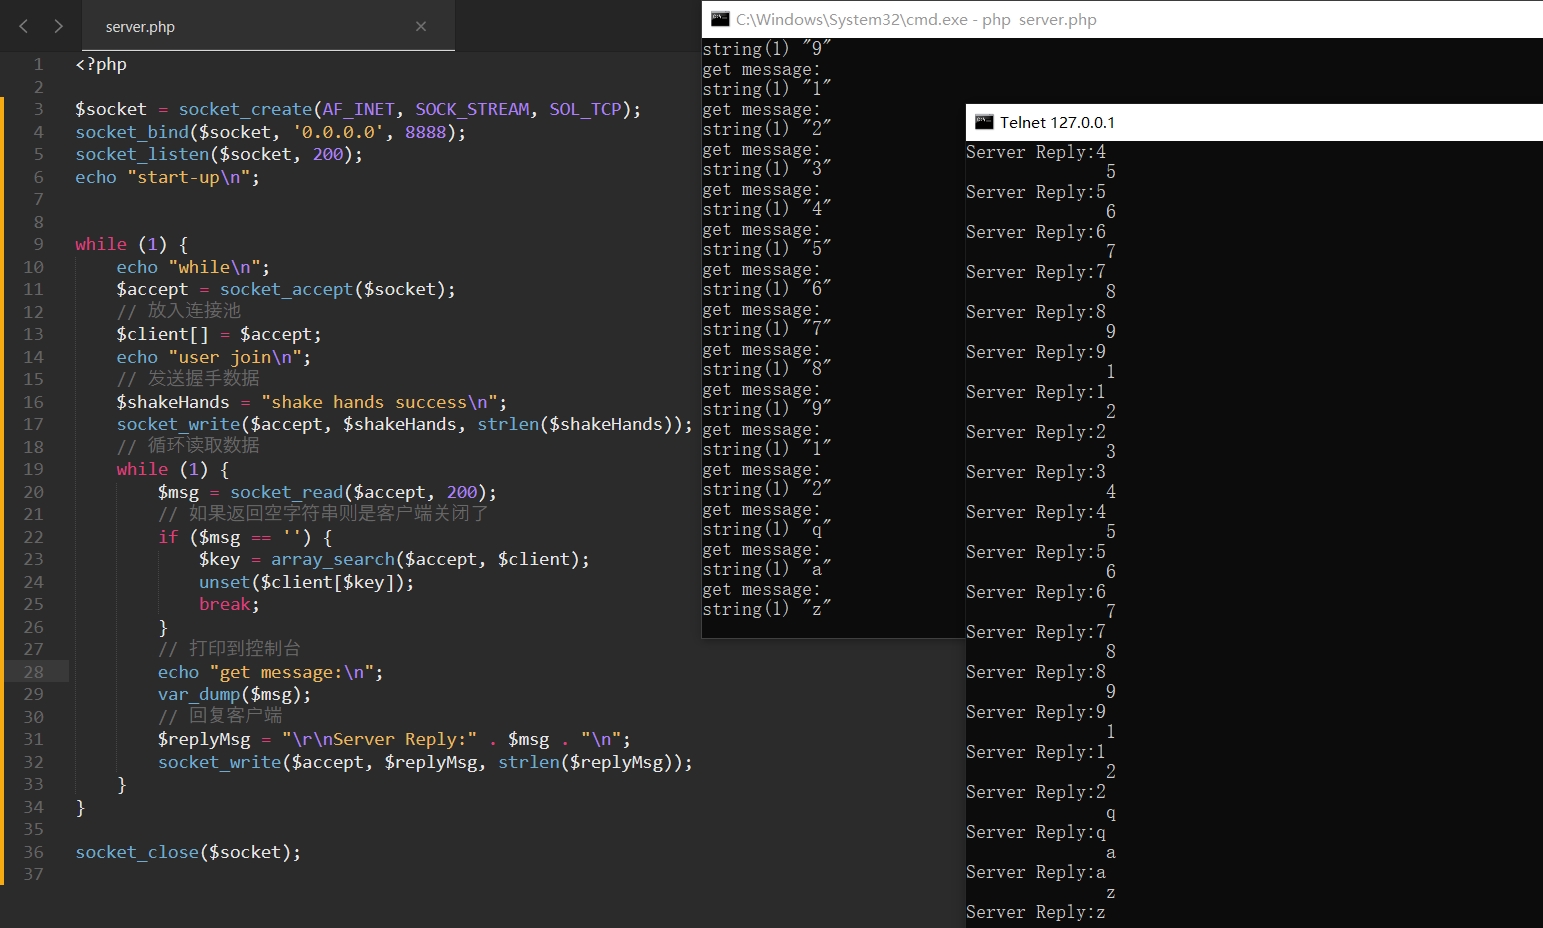 server.php ×
1 <?php
2
3 $socket = socket_create(AF_INET, SOCK_STREAM, SOL_TCP);
4 socket_bind($socket, '0.0.0.0', 8888);
5 socket_listen($socket, 200);
6 echo "start-up\n";
7
8
9 while (1) {
10 echo "while\n";
11 $accept = socket_accept($socket);
12 // 放入连接池
13 $client[] = $accept;
14 echo "user join\n";
15 // 发送握手数据
16 $shakeHands = "shake hands success\n";
17 socket_write($accept, $shakeHands, strlen($shakeHands));
18 // 循环读取数据
19 while (1) {
20 $msg = socket_read($accept, 200);
21 // 如果返回空字符串则是客户端关闭了
22 if ($msg == '') {
23 $key = array_search($accept, $client);
24 unset($client[$key]);
25 break;
26 }
27 // 打印到控制台
28 echo "get message:\n";
29 var_dump($msg);
30 // 回复客户端
31 $replyMsg = "\r\nServer Reply:" . $msg . "\n";
32 socket_write($accept, $replyMsg, strlen($replyMsg));
33 }
34 }
35
36 socket_close($socket);
37
C:\Windows\System32\cmd.exe - php  server.php
string(1) "9"
get message:
string(1) "1"
get message:
string(1) "2"
get message:
string(1) "3"
get message:
string(1) "4"
get message:
string(1) "5"
get message:
string(1) "6"
get message:
string(1) "7"
get message:
string(1) "8"
get message:
string(1) "9"
get message:
string(1) "1"
get message:
string(1) "2"
get message:
string(1) "q"
get message:
string(1) "a"
get message:
string(1) "z"
Telnet 127.0.0.1
Server Reply:4
5
Server Reply:5
6
Server Reply:6
7
Server Reply:7
8
Server Reply:8
9
Server Reply:9
1
Server Reply:1
2
Server Reply:2
3
Server Reply:3
4
Server Reply:4
5
Server Reply:5
6
Server Reply:6
7
Server Reply:7
8
Server Reply:8
9
Server Reply:9
1
Server Reply:1
2
Server Reply:2
q
Server Reply:q
a
Server Reply:a
z
Server Reply:z